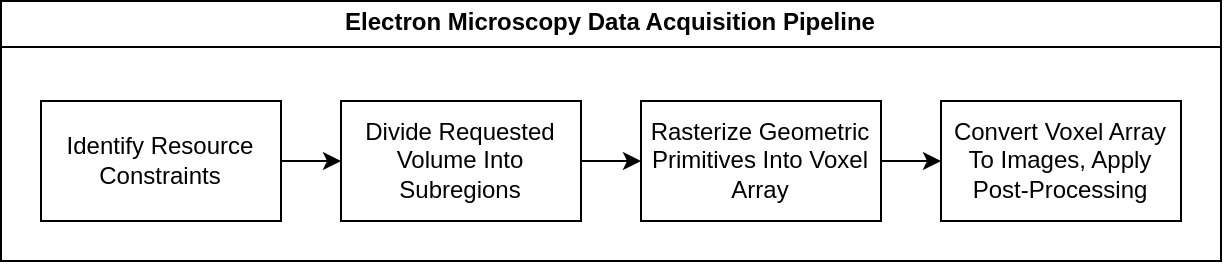 Electron Microscopy Data Acquisition Pipeline
Identify Resource
Constraints
Divide Requested
Volume Into
Subregions
Rasterize Geometric
Primitives Into Voxel
Array
Convert Voxel Array
To Images, Apply
Post-Processing